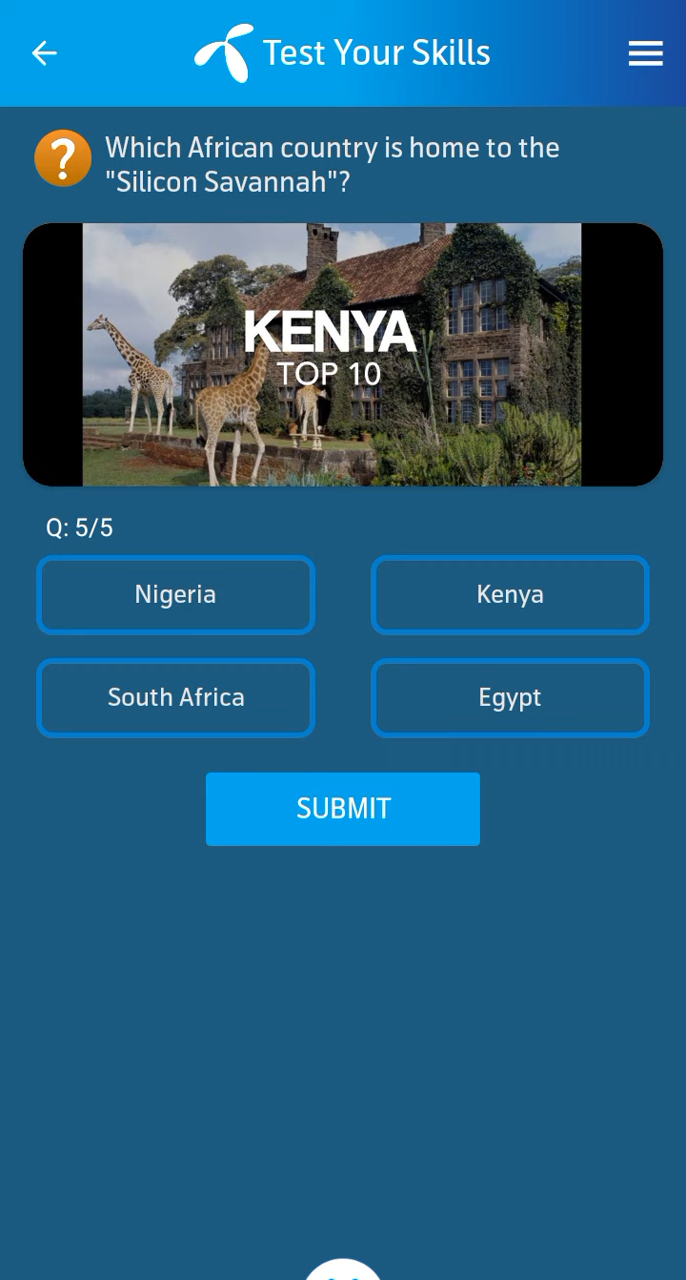 Test Your Skills
Which African country is home to the
"Silicon Savannah"?
KENYA
TOP 10
Q: 5/5
Nigeria
Kenya
South Africa
Egypt
SUBMIT